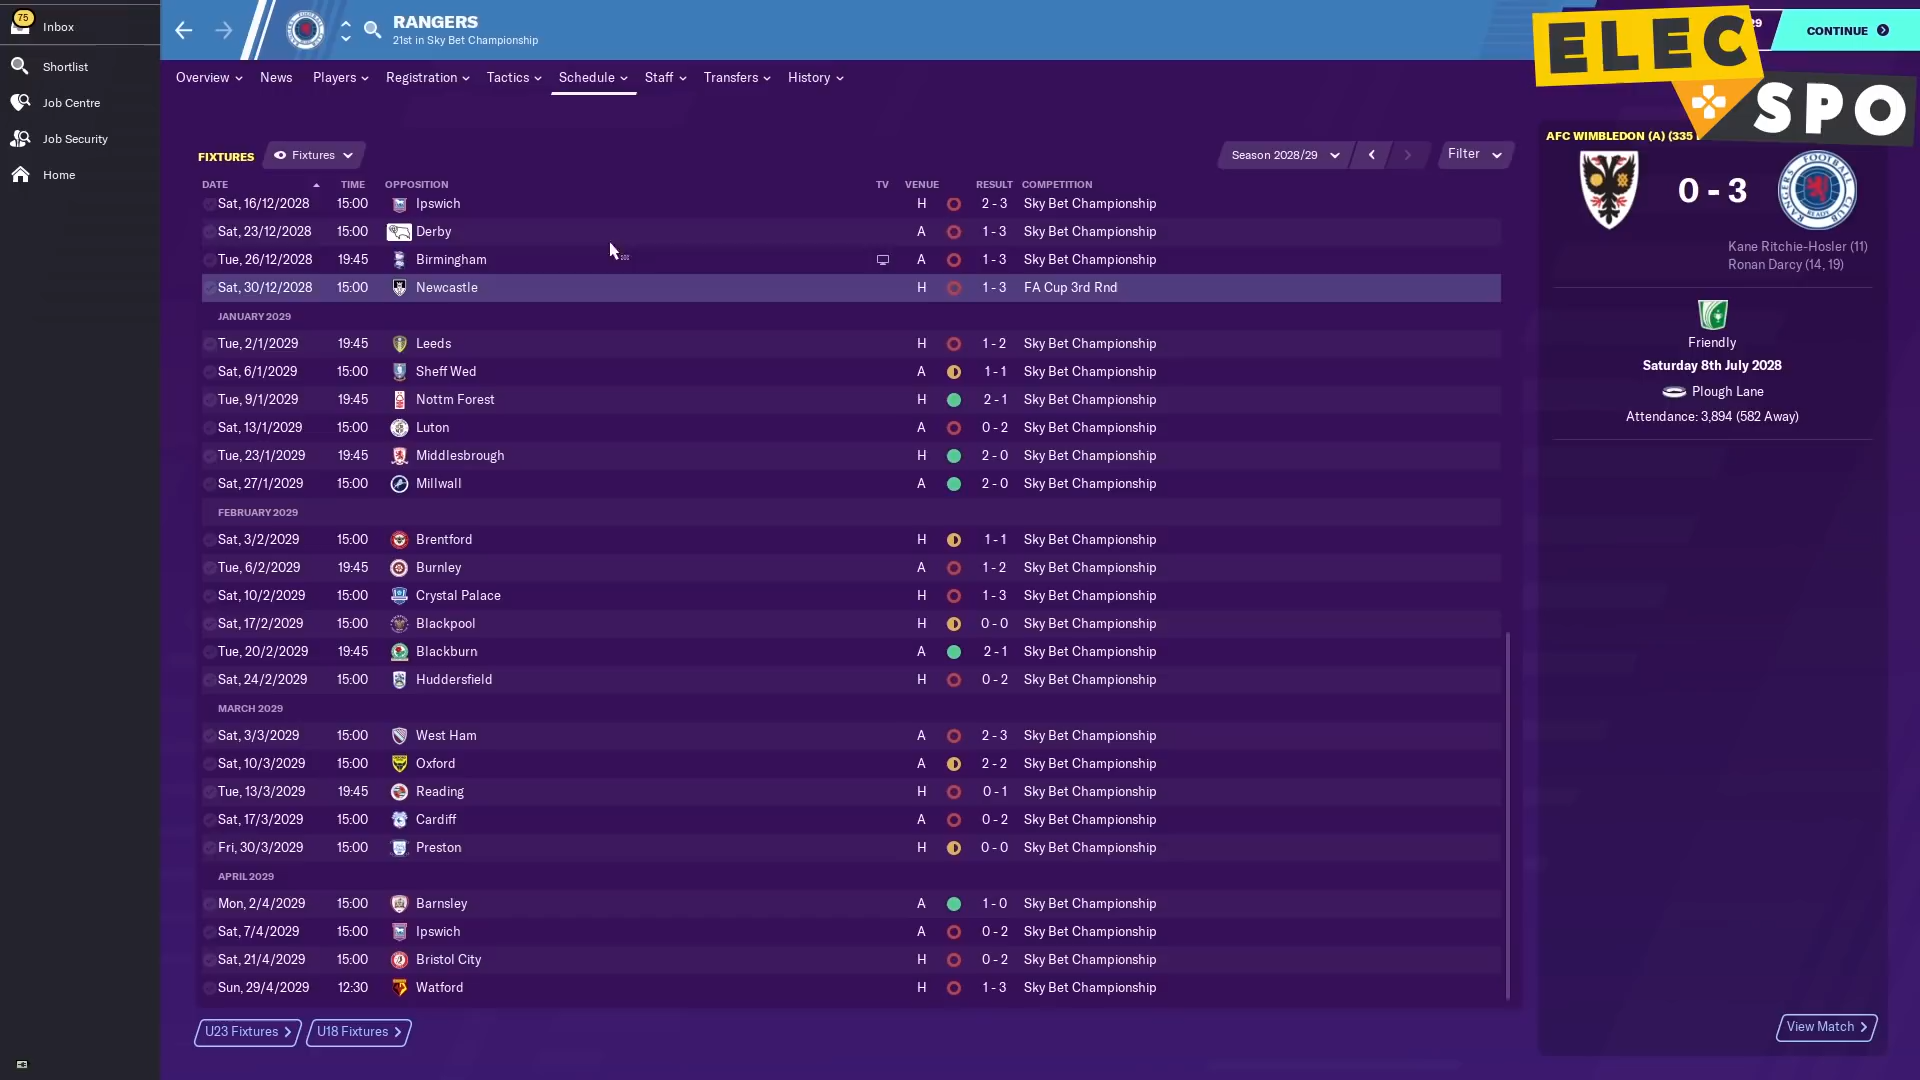 75
Inbox
Shortlist
Job Centre
Job Security
Home
RANGERS
21st in Sky Bet Championship
CONTINUE
ELEC
SPO
Overview News Players Registration Tactics Schedule Staff Transfers History
FIXTURES Fixtures Season 2028/29 Filter
DATE TIME OPPOSITION TV VENUE RESULT COMPETITION
Sat, 16/12/2028 15:00 Ipswich H 2 - 3 Sky Bet Championship
Sat, 23/12/2028 15:00 Derby A 1 - 3 Sky Bet Championship
Tue, 26/12/2028 19:45 Birmingham A 1 - 3 Sky Bet Championship
Sat, 30/12/2028 15:00 Newcastle H 1 - 3 FA Cup 3rd Rnd
JANUARY 2029
Tue, 2/1/2029 19:45 Leeds H 1 - 2 Sky Bet Championship
Sat, 6/1/2029 15:00 Sheff Wed A 1 - 1 Sky Bet Championship
Tue, 9/1/2029 19:45 Nottm Forest H 2 - 1 Sky Bet Championship
Sat, 13/1/2029 15:00 Luton A 0 - 2 Sky Bet Championship
Tue, 23/1/2029 19:45 Middlesbrough H 2 - 0 Sky Bet Championship
Sat, 27/1/2029 15:00 Millwall A 2 - 0 Sky Bet Championship
FEBRUARY 2029
Sat, 3/2/2029 15:00 Brentford H 1 - 1 Sky Bet Championship
Tue, 6/2/2029 19:45 Burnley A 1 - 2 Sky Bet Championship
Sat, 10/2/2029 15:00 Crystal Palace H 1 - 3 Sky Bet Championship
Sat, 17/2/2029 15:00 Blackpool H 0 - 0 Sky Bet Championship
Tue, 20/2/2029 19:45 Blackburn A 2 - 1 Sky Bet Championship
Sat, 24/2/2029 15:00 Huddersfield H 0 - 2 Sky Bet Championship
MARCH 2029
Sat, 3/3/2029 15:00 West Ham A 2 - 3 Sky Bet Championship
Sat, 10/3/2029 15:00 Oxford A 2 - 2 Sky Bet Championship
Tue, 13/3/2029 19:45 Reading H 0 - 1 Sky Bet Championship
Sat, 17/3/2029 15:00 Cardiff A 0 - 2 Sky Bet Championship
Fri, 30/3/2029 15:00 Preston H 0 - 0 Sky Bet Championship
APRIL 2029
Mon, 2/4/2029 15:00 Barnsley A 1 - 0 Sky Bet Championship
Sat, 7/4/2029 15:00 Ipswich A 0 - 2 Sky Bet Championship
Sat, 21/4/2029 15:00 Bristol City H 0 - 2 Sky Bet Championship
Sun, 29/4/2029 12:30 Watford H 1 - 3 Sky Bet Championship
U23 Fixtures U18 Fixtures
AFC WIMBLEDON (A) (335
0 - 3
Kane Ritchie-Hosler (11)
Ronan Darcy (14, 19)
Friendly
Saturday 8th July 2028
Plough Lane
Attendance: 3,894 (582 Away)
View Match